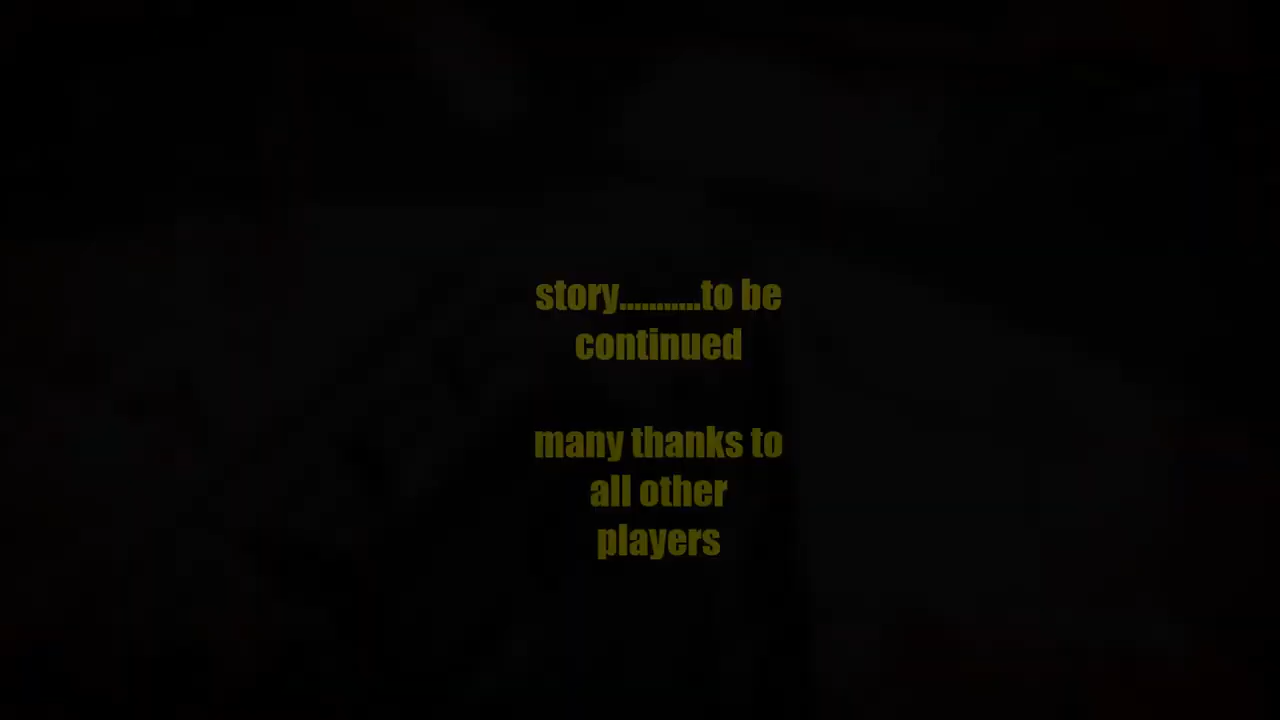 story...........to be
continued
many thanks to
all other
players